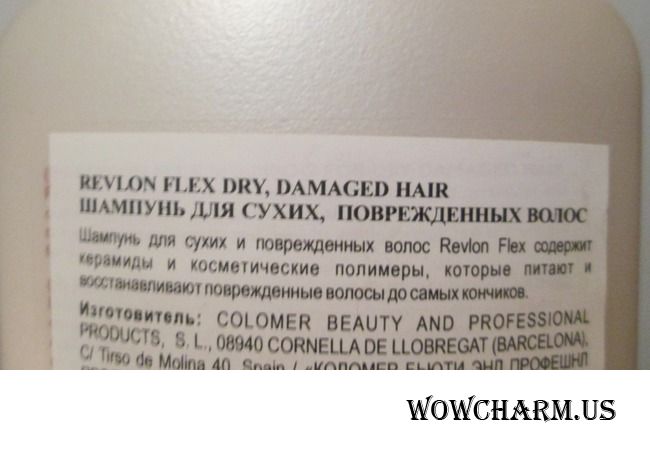 REVLON FLEX DRY, DAMAGED HAIR
ШАМПУНЬ ДЛЯ СУХИХ, ПОВРЕЖДЕННЫХ ВОЛОС
Шампунь для сухих и поврежденных волос Revlon Flex содержит
керамиды и косметические полимеры, которые питают и
восстанавливают поврежденные волосы до самых кончиков.
Изготовитель: COLOMER BEAUTY AND PROFESSIONAL
PRODUCTS, S. L., 08940 CORNELLA DE LLOBREGAT (BARCELONA),
C/ Tirso de Molina 40, Spain / «КОЛОМЕР БЬЮТИ ЭНД ПРОФЕШНЛ
WOWCHARM.US